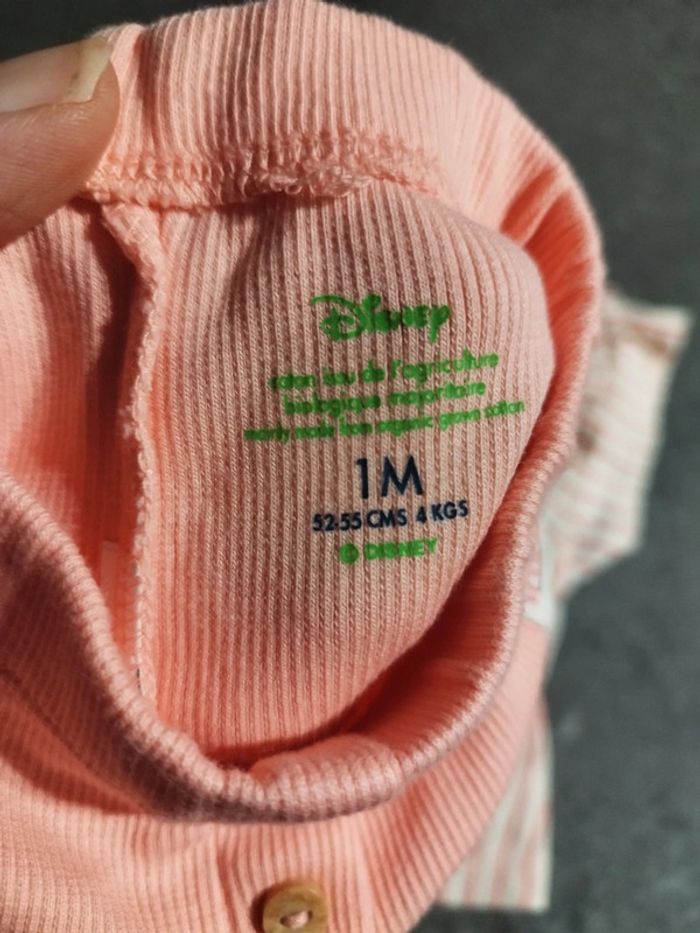 Disney
coton issu de l'agriculture
biologique majoritaire
mainly made from organic grown cotton
1M
52-55 CMS 4 KGS
© DISNEY